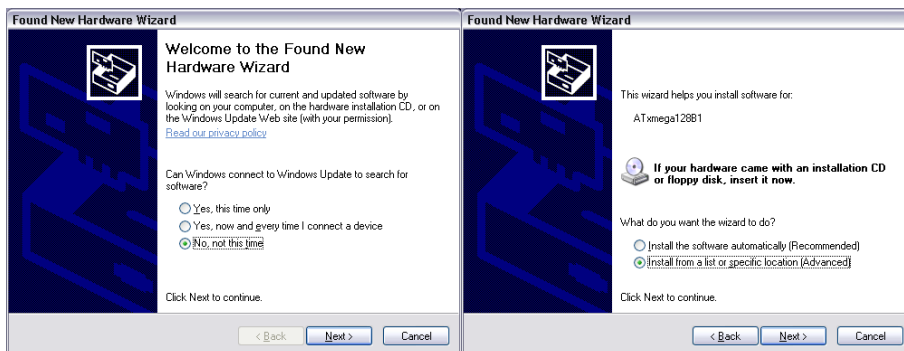 Found New Hardware Wizard
Welcome to the Found New
Hardware Wizard
Windows will search for current and updated software by
looking on your computer, on the hardware installation CD, or on
the Windows Update Web site (with your permission).
Read our privacy policy
Can Windows connect to Windows Update to search for
software?
Yes, this time only
Yes, now and every time I connect a device
No, not this time
Click Next to continue.
< Back
Next >
Cancel
Found New Hardware Wizard
This wizard helps you install software for:
ATxmega128B1
If your hardware came with an installation CD
or floppy disk, insert it now.
What do you want the wizard to do?
Install the software automatically (Recommended)
Install from a list or specific location (Advanced)
Click Next to continue.
< Back
Next >
Cancel